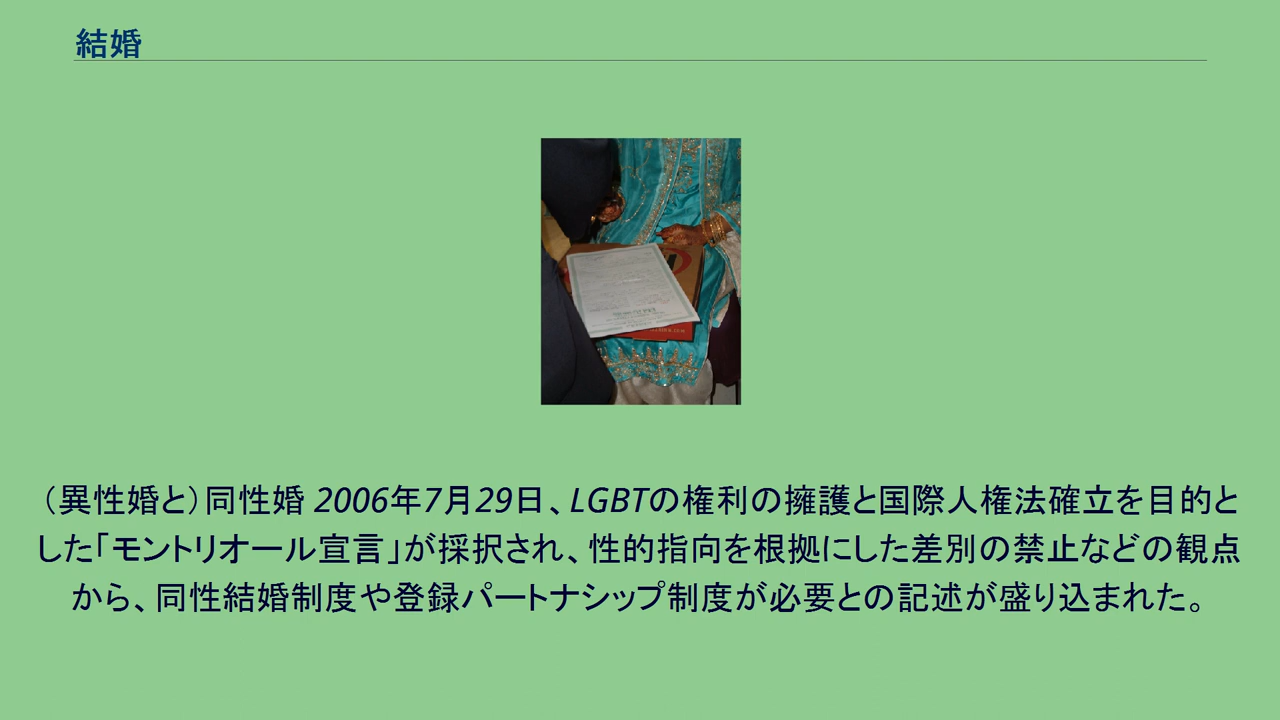 結婚
（異性婚と）同性婚 2006年7月29日、LGBTの権利の擁護と国際人権法確立を目的と
した「モントリオール宣言」が採択され、性的指向を根拠にした差別の禁止などの観点
から、同性結婚制度や登録パートナシップ制度が必要との記述が盛り込まれた。